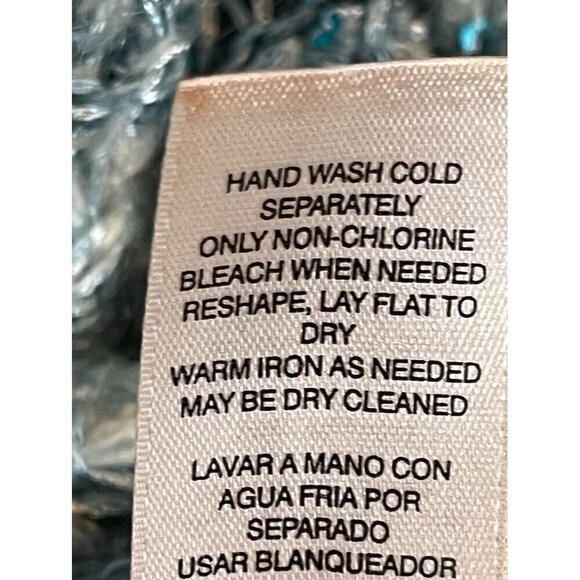 HAND WASH COLD
SEPARATELY
ONLY NON-CHLORINE
BLEACH WHEN NEEDED
RESHAPE, LAY FLAT TO
DRY
WARM IRON AS NEEDED
MAY BE DRY CLEANED
LAVAR A MANO CON
AGUA FRIA POR
SEPARADO
USAR BLANQUEADOR